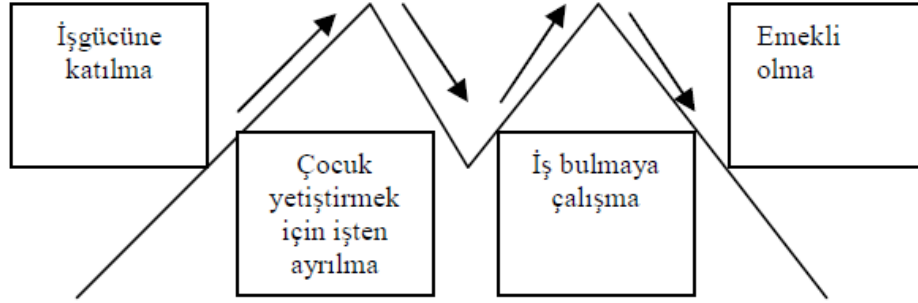 İşgücüne
katılma
Çocuk
yetiştirmek
için işten
ayrılma
İş bulmaya
çalışma
Emekli
olma